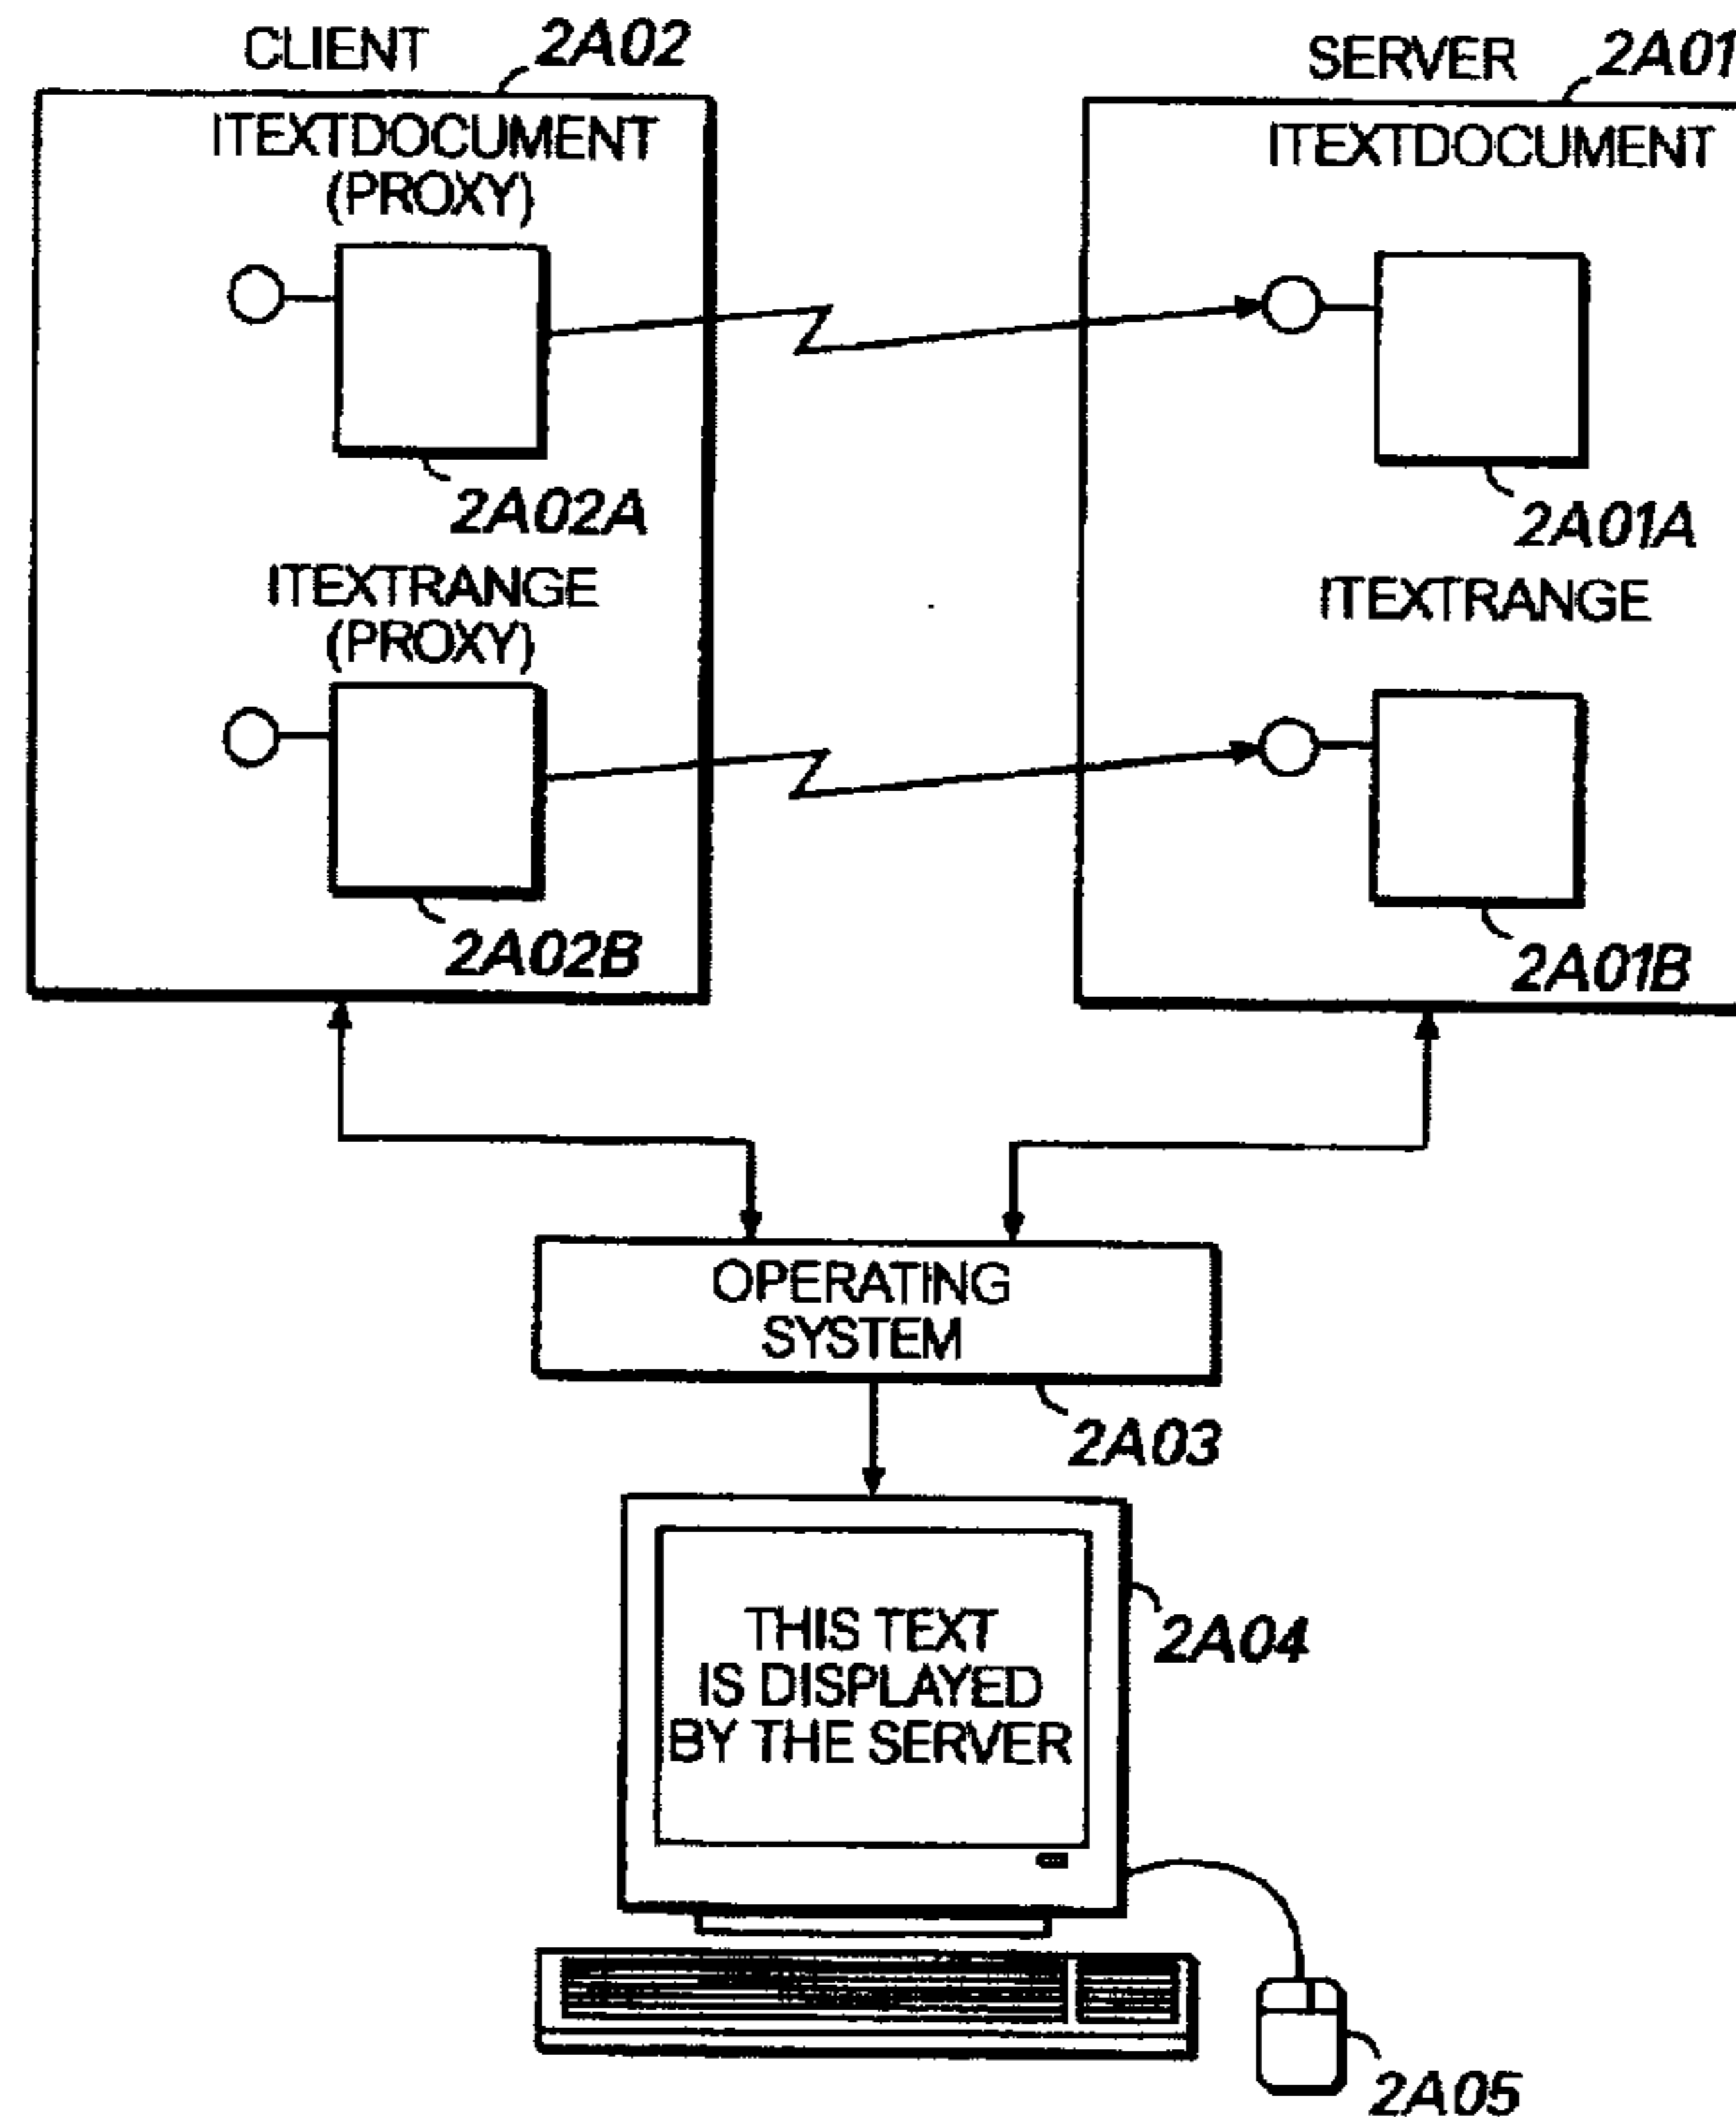 CLIENT 2A02
ITEXTDOCUMENT
(PROXY)
2A02A
ITEXTRANGE
(PROXY)
2A02B
SERVER 2A01
ITEXTDOCUMENT
2A01A
ITEXTRANGE
2A01B
OPERATING
SYSTEM
2A03
THIS TEXT
IS DISPLAYED
BY THE SERVER
2A04
2A05